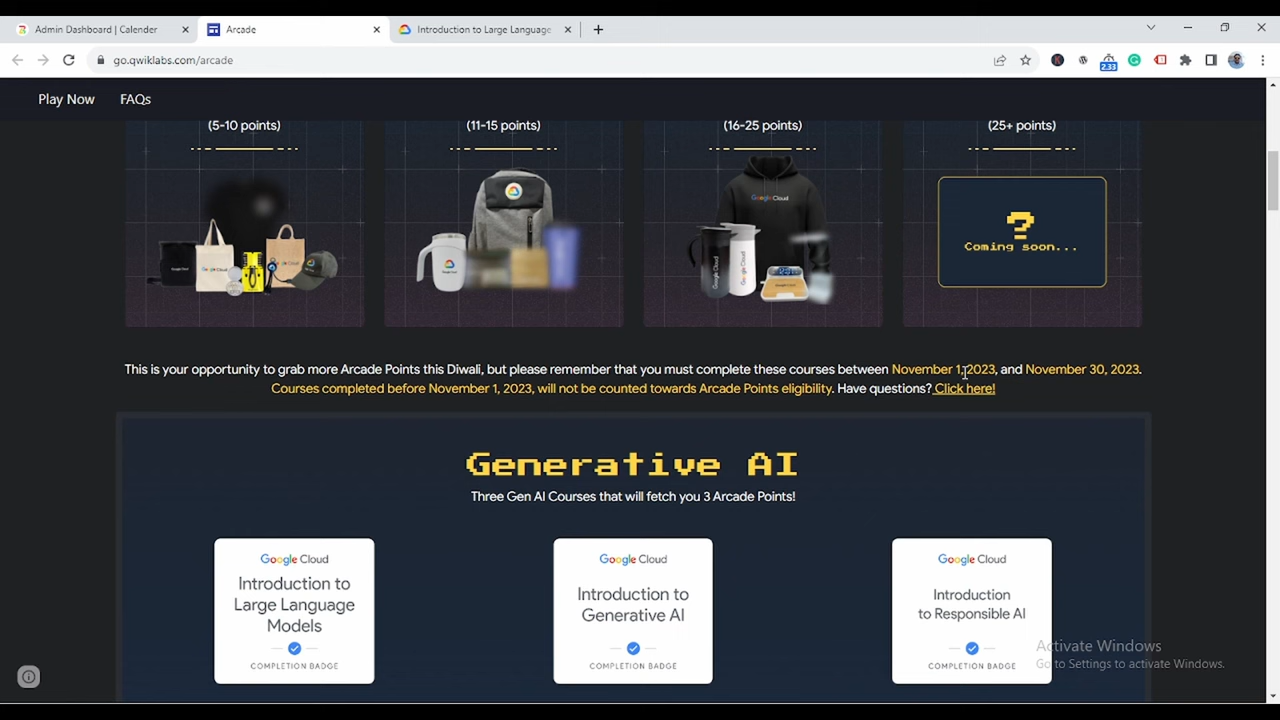 Admin Dashboard | Calender
Arcade
Introduction to Large Language
go.qwiklabs.com/arcade
2.33
Play Now
FAQs
(5-10 points)
(11-15 points)
(16-25 points)
(25+ points)
Google Cloud
?
Coming soon...
This is your opportunity to grab more Arcade Points this Diwali, but please remember that you must complete these courses between November 1, 2023, and November 30, 2023.
Courses completed before November 1, 2023, will not be counted towards Arcade Points eligibility. Have questions? Click here!
Generative AI
Three Gen AI Courses that will fetch you 3 Arcade Points!
Google Cloud
Introduction to
Large Language
Models
COMPLETION BADGE
Google Cloud
Introduction to
Generative AI
COMPLETION BADGE
Google Cloud
Introduction
to Responsible AI
COMPLETION BADGE
Activate Windows
Go to Settings to activate Windows.